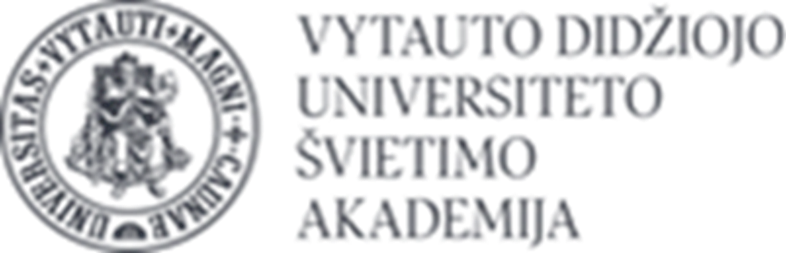 UNIVERSITAS VYTAUTI MAGNI CAUNAE
VYTAUTO DIDŽIOJO
UNIVERSITETO
ŠVIETIMO
AKADEMIJA